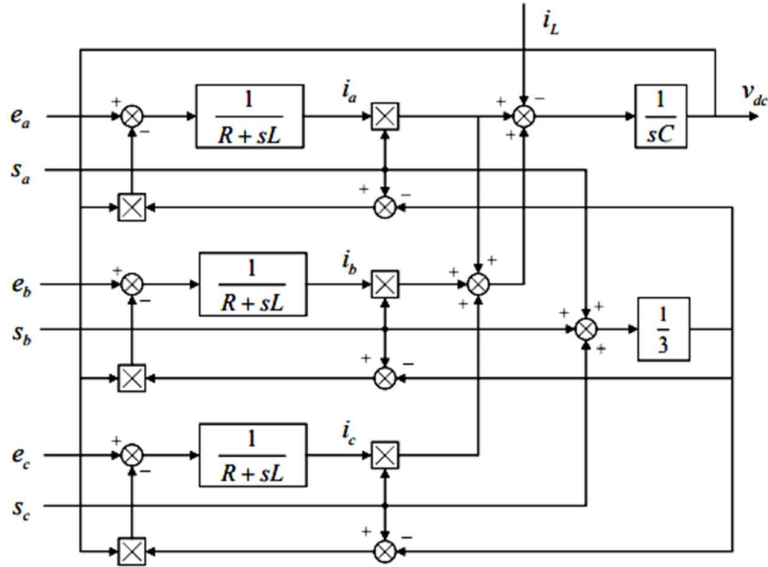 i_L
e_a + − 1/(R + sL) i_a + − + 1/(sC) v_dc
s_a + −
e_b + − 1/(R + sL) i_b + + +
s_b + − + + + 1/3
e_c + − 1/(R + sL) i_c
s_c + −